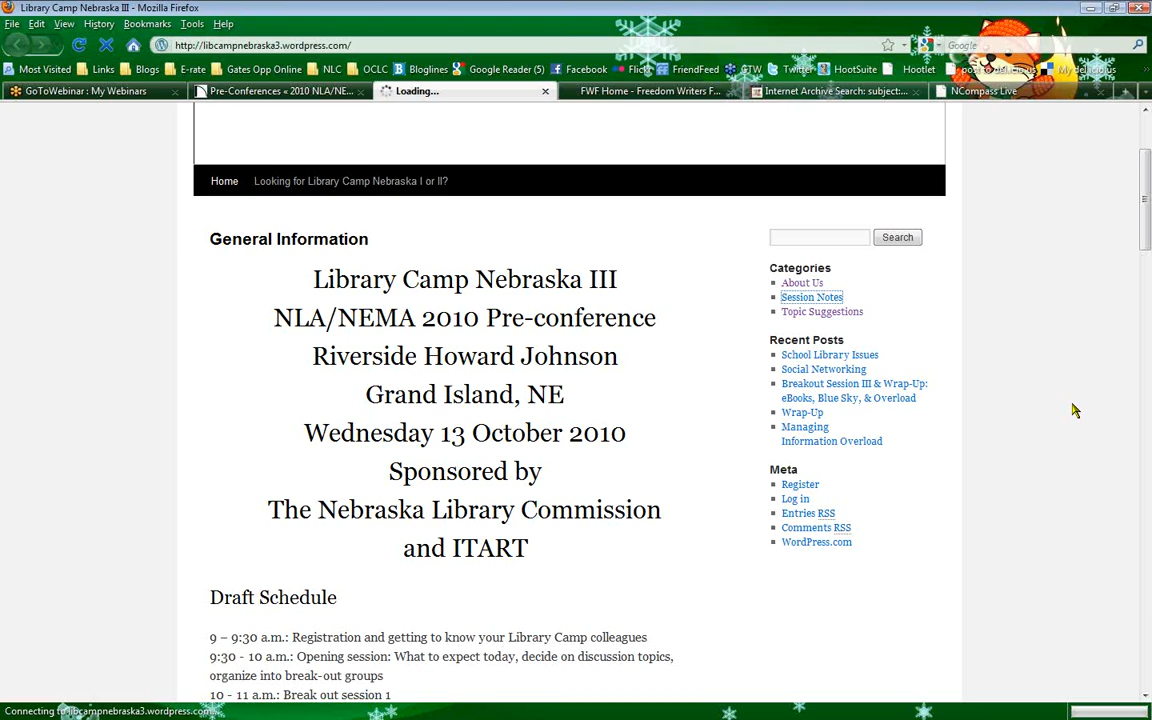 Library Camp Nebraska III - Mozilla Firefox
File Edit View History Bookmarks Tools Help
http://libcampnebraska3.wordpress.com/
Google
Most Visited Links Blogs E-rate Gates Opp Online NLC OCLC Bloglines Google Reader (5) Facebook Flickr FriendFeed GTW Twitter HootSuite Hootlet post to del.icio.us My delicious
GoToWebinar : My Webinars Pre-Conferences « 2010 NLA/NE... Loading... FWF Home - Freedom Writers F... Internet Archive Search: subject:... NCompass Live
Home Looking for Library Camp Nebraska I or II?
General Information
Library Camp Nebraska III
NLA/NEMA 2010 Pre-conference
Riverside Howard Johnson
Grand Island, NE
Wednesday 13 October 2010
Sponsored by
The Nebraska Library Commission
and ITART
Draft Schedule
9 – 9:30 a.m.: Registration and getting to know your Library Camp colleagues
9:30 - 10 a.m.: Opening session: What to expect today, decide on discussion topics,
organize into break-out groups
10 - 11 a.m.: Break out session 1
Search
Categories
About Us
Session Notes
Topic Suggestions
Recent Posts
School Library Issues
Social Networking
Breakout Session III & Wrap-Up:
eBooks, Blue Sky, & Overload
Wrap-Up
Managing
Information Overload
Meta
Register
Log in
Entries RSS
Comments RSS
WordPress.com
Connecting to libcampnebraska3.wordpress.com...